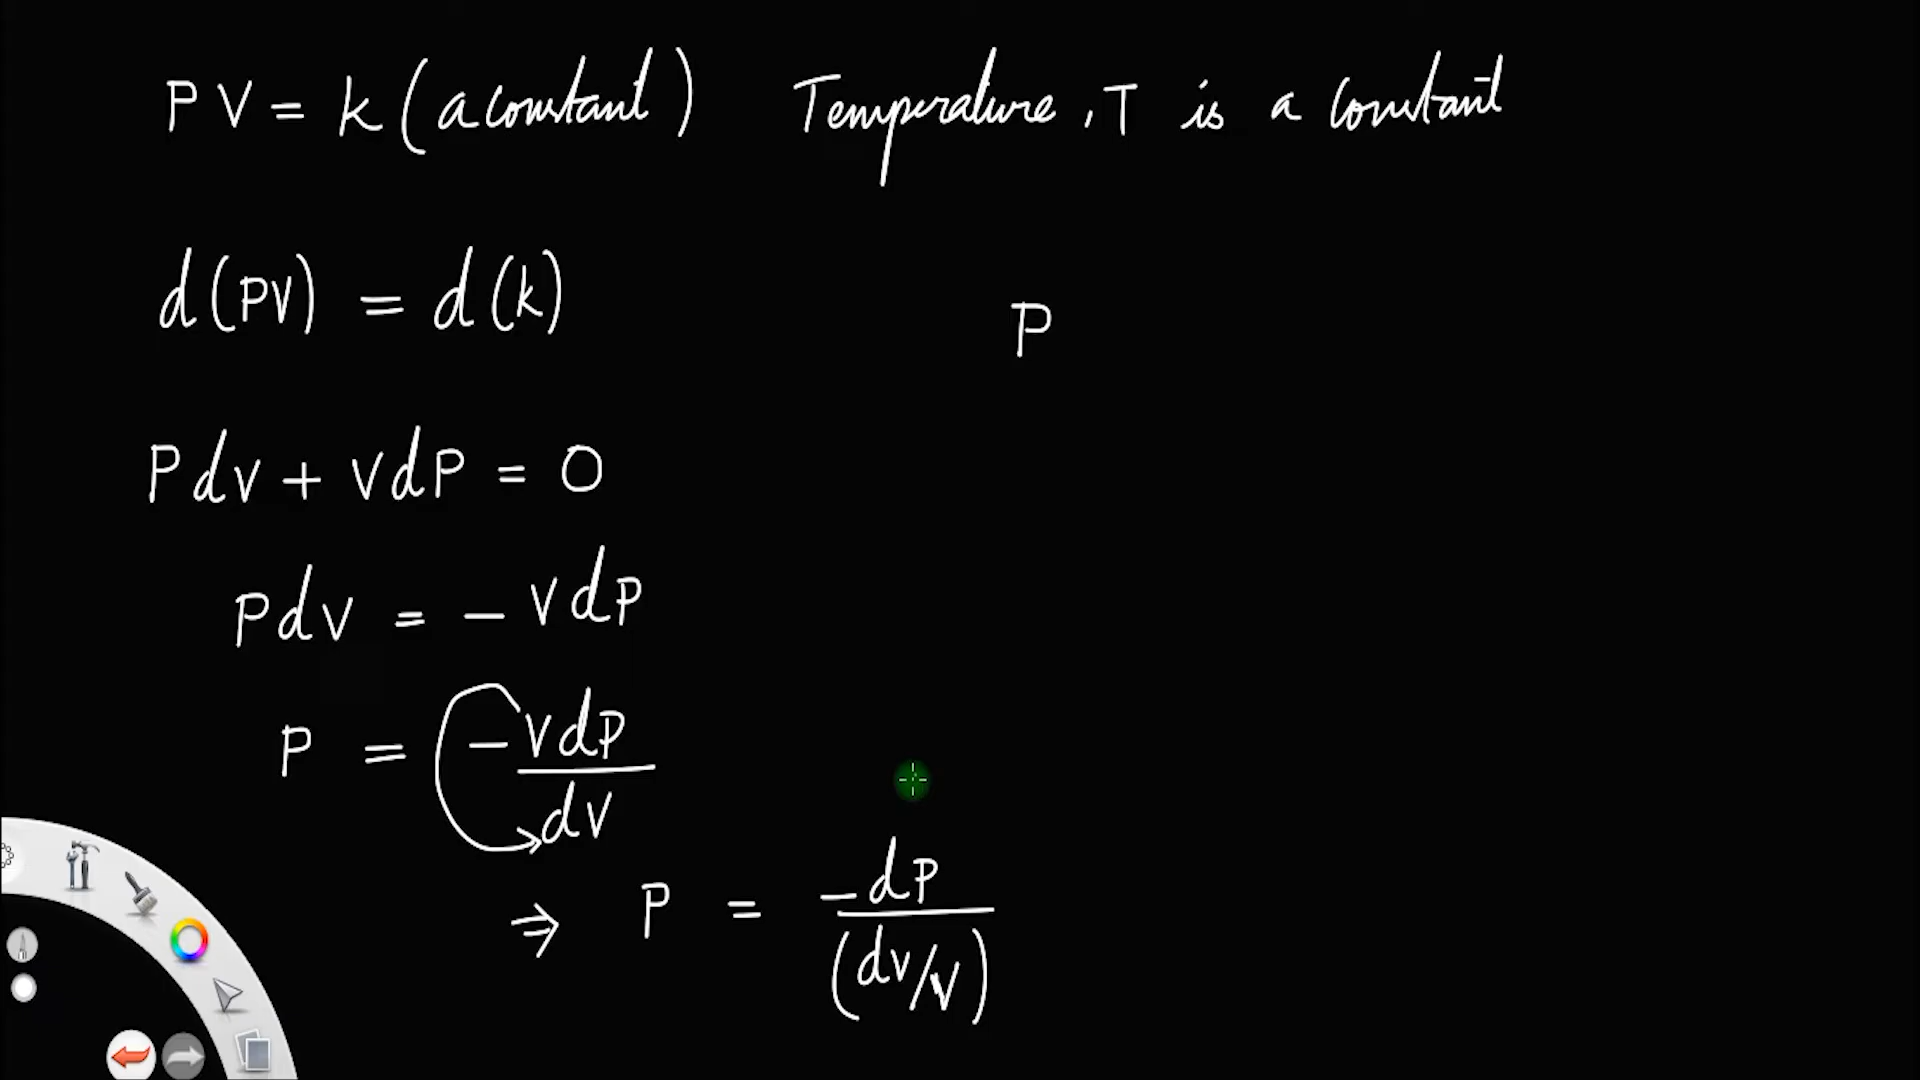 PV = k (a constant) Temperature, T is a constant
d(PV) = d(k)
P
PdV + VdP = 0
PdV = - VdP
P = - VdP / dV
⇒ P = - dP / (dV/V)